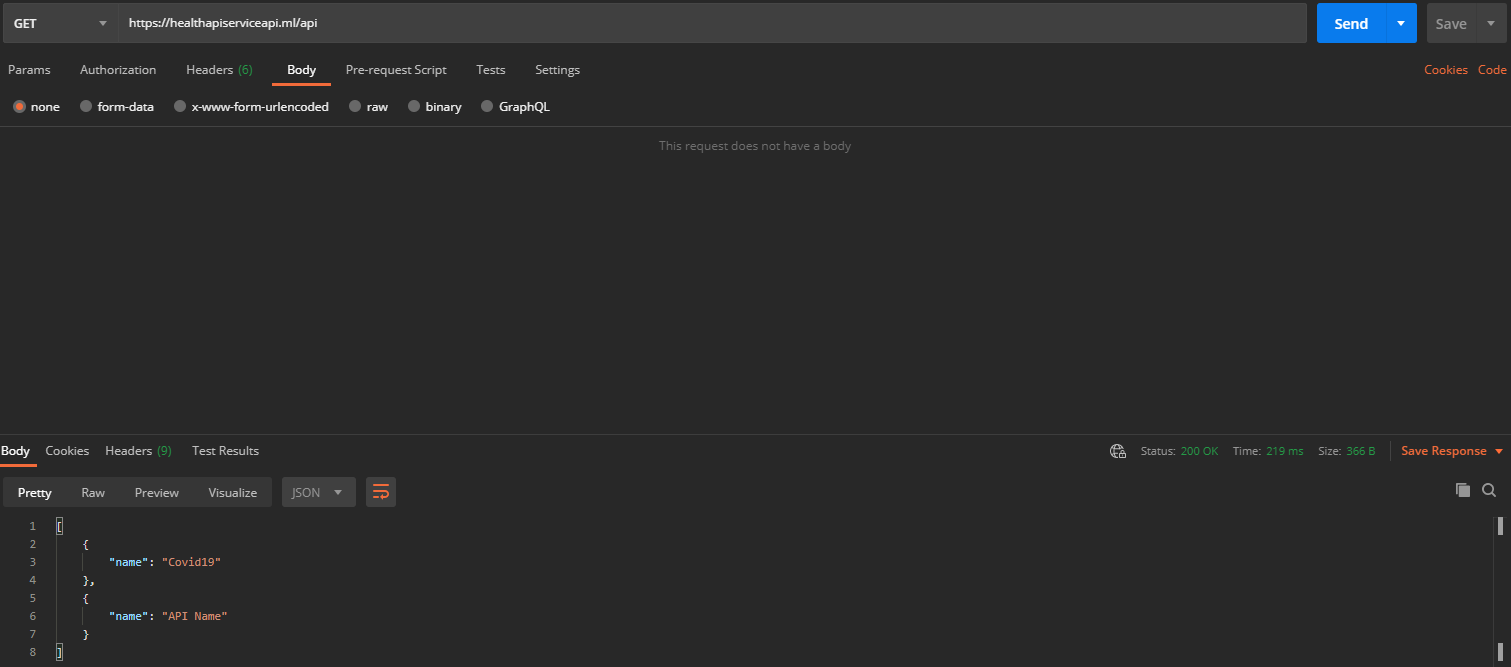 GET https://healthapiserviceapi.ml/api Send Save
Params Authorization Headers (6) Body Pre-request Script Tests Settings Cookies Code
none form-data x-www-form-urlencoded raw binary GraphQL
This request does not have a body
Body Cookies Headers (9) Test Results Status: 200 OK Time: 219 ms Size: 366 B Save Response
Pretty Raw Preview Visualize JSON
1 [
2 {
3 "name": "Covid19"
4 },
5 {
6 "name": "API Name"
7 }
8 ]